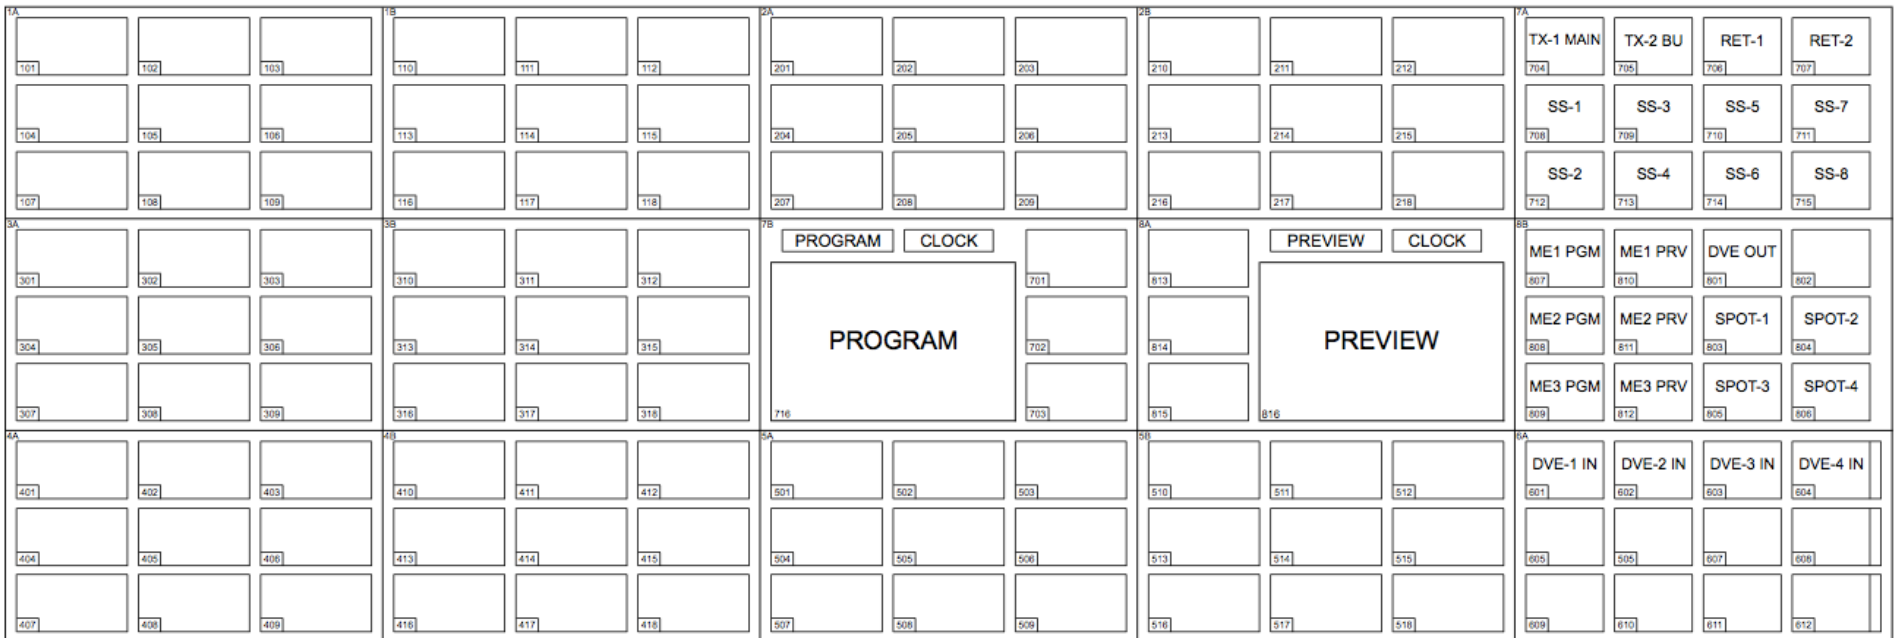 1A 1B 2A 2B 7A
TX-1 MAIN TX-2 BU RET-1 RET-2
101 102 103 110 111 112 201 202 203 210 211 212 704 705 706 707
SS-1 SS-3 SS-5 SS-7
104 105 106 113 114 115 204 205 206 213 214 215 708 709 710 711
SS-2 SS-4 SS-6 SS-8
107 108 109 116 117 118 207 208 209 216 217 218 712 713 714 715
3A 3B 7B 8A 8B
PROGRAM CLOCK PREVIEW CLOCK
ME1 PGM ME1 PRV DVE OUT
301 302 303 310 311 312 701 813 807 810 801 802
ME2 PGM ME2 PRV SPOT-1 SPOT-2
PROGRAM PREVIEW
304 305 306 313 314 315 702 814 808 811 803 804
ME3 PGM ME3 PRV SPOT-3 SPOT-4
307 308 309 316 317 318 716 703 815 816 809 812 805 806
4A 4B 5A 5B 6A
DVE-1 IN DVE-2 IN DVE-3 IN DVE-4 IN
401 402 403 410 411 412 501 502 503 510 511 512 601 602 603 604
404 405 406 413 414 415 504 505 506 513 514 515 605 505 607 608
407 408 409 416 417 418 507 508 509 516 517 518 609 610 611 612